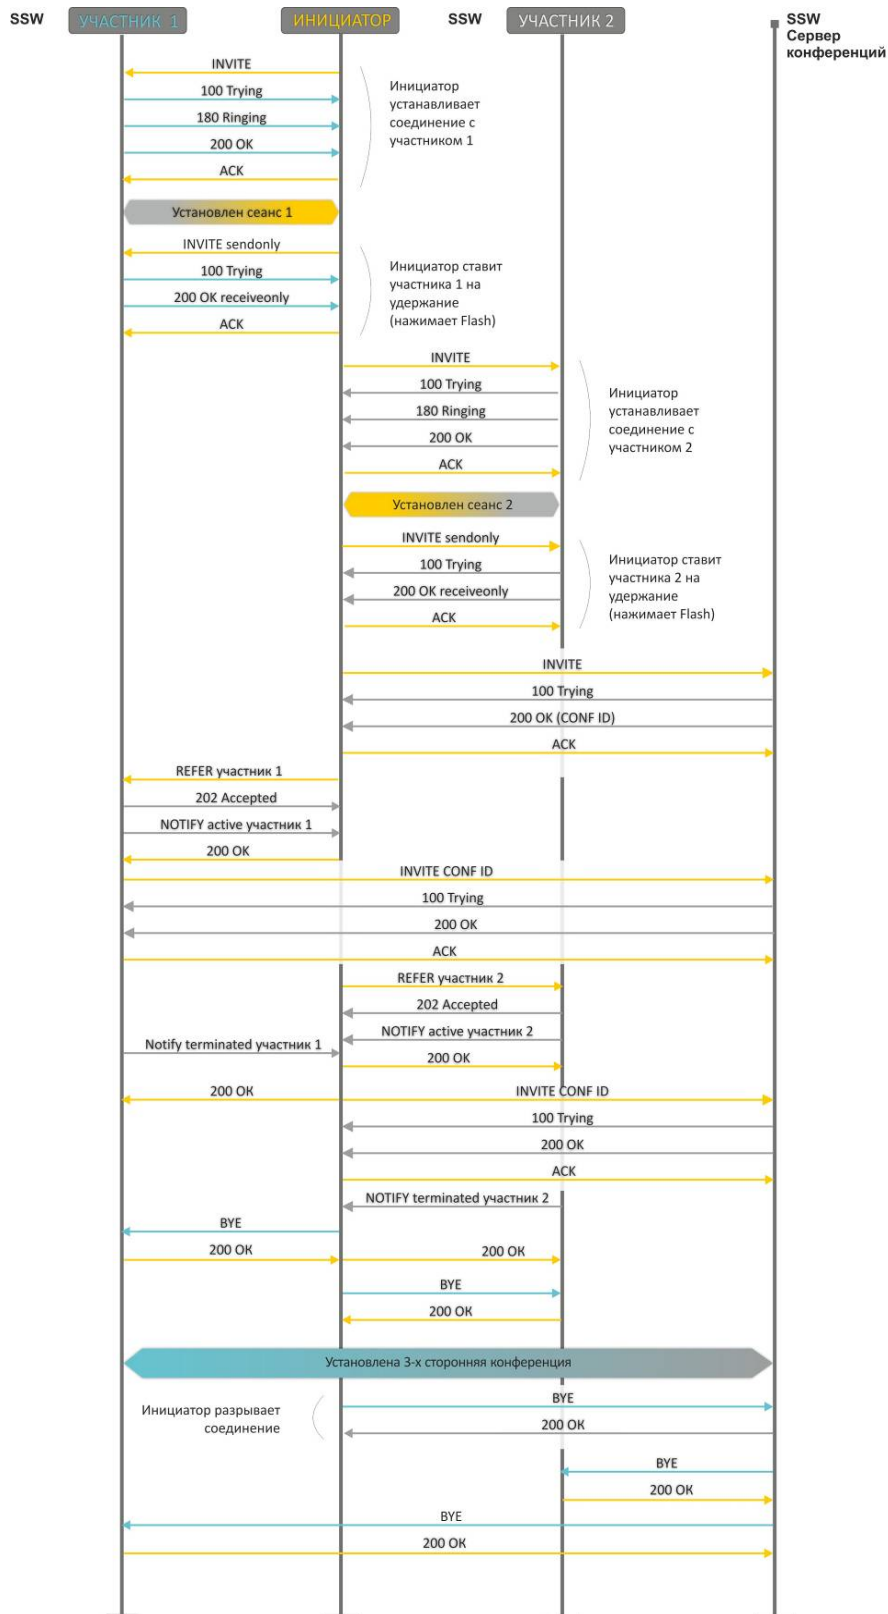 SSW
УЧАСТНИК 1
ИНИЦИАТОР
SSW
УЧАСТНИК 2
SSW
Сервер
конференций
INVITE
100 Trying
180 Ringing
200 OK
ACK
Инициатор
устанавливает
соединение с
участником 1
Установлен сеанс 1
INVITE sendonly
100 Trying
200 OK receiveonly
ACK
Инициатор ставит
участника 1 на
удержание
(нажимает Flash)
INVITE
100 Trying
180 Ringing
200 OK
ACK
Инициатор
устанавливает
соединение с
участником 2
Установлен сеанс 2
INVITE sendonly
100 Trying
200 OK receiveonly
ACK
Инициатор ставит
участника 2 на
удержание
(нажимает Flash)
INVITE
100 Trying
200 OK (CONF ID)
ACK
REFER участник 1
202 Accepted
NOTIFY active участник 1
200 OK
INVITE CONF ID
100 Trying
200 OK
ACK
REFER участник 2
202 Accepted
NOTIFY active участник 2
Notify terminated участник 1
200 OK
200 OK
INVITE CONF ID
100 Trying
200 OK
ACK
NOTIFY terminated участник 2
BYE
200 OK
200 OK
BYE
200 OK
Установлена 3-х сторонняя конференция
Инициатор разрывает
соединение
BYE
200 OK
BYE
200 OK
BYE
200 OK